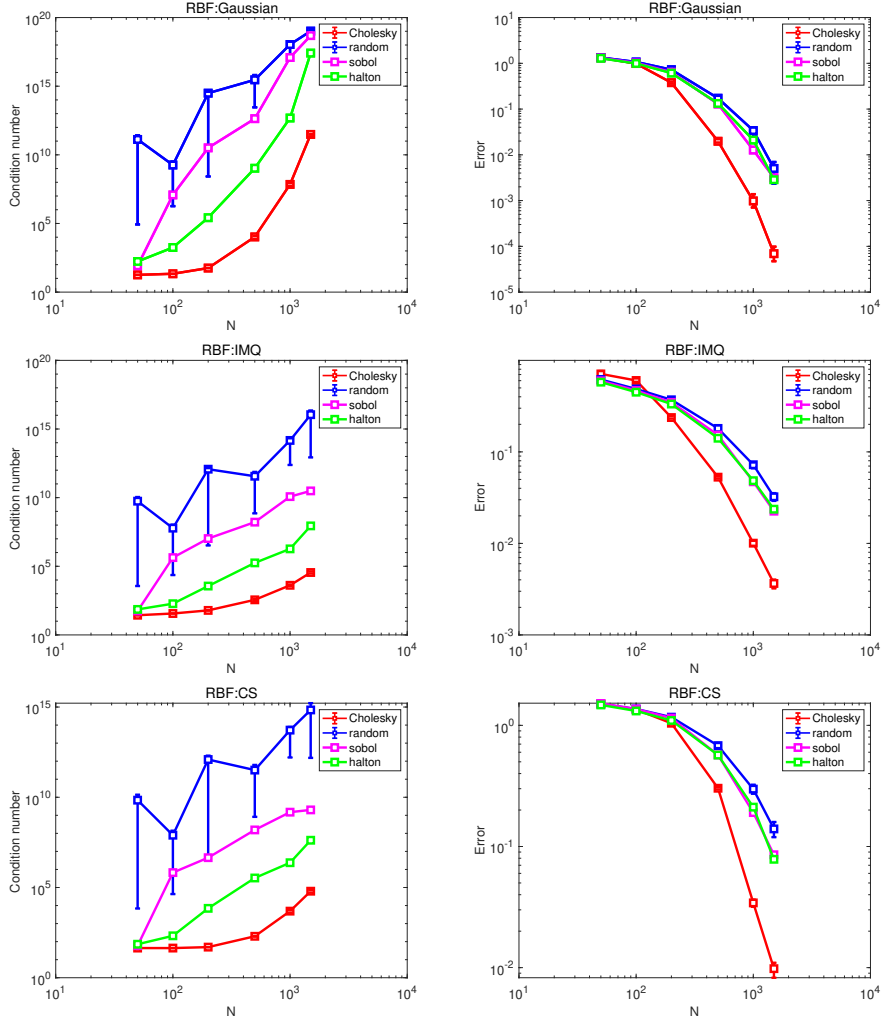 RBF:Gaussian
10^20
10^15
10^10
10^5
10^0
Condition number
10^1
10^2
10^3
10^4
N
Cholesky
random
sobol
halton
RBF:Gaussian
10^1
10^0
10^-1
10^-2
10^-3
10^-4
10^-5
Error
10^1
10^2
10^3
10^4
N
Cholesky
random
sobol
halton
RBF:IMQ
10^20
10^15
10^10
10^5
10^0
Condition number
10^1
10^2
10^3
10^4
N
Cholesky
random
sobol
halton
RBF:IMQ
10^-1
10^-2
10^-3
Error
10^1
10^2
10^3
10^4
N
Cholesky
random
sobol
halton
RBF:CS
10^15
10^10
10^5
10^0
Condition number
10^1
10^2
10^3
10^4
N
Cholesky
random
sobol
halton
RBF:CS
10^0
10^-1
10^-2
Error
10^1
10^2
10^3
10^4
N
Cholesky
random
sobol
halton